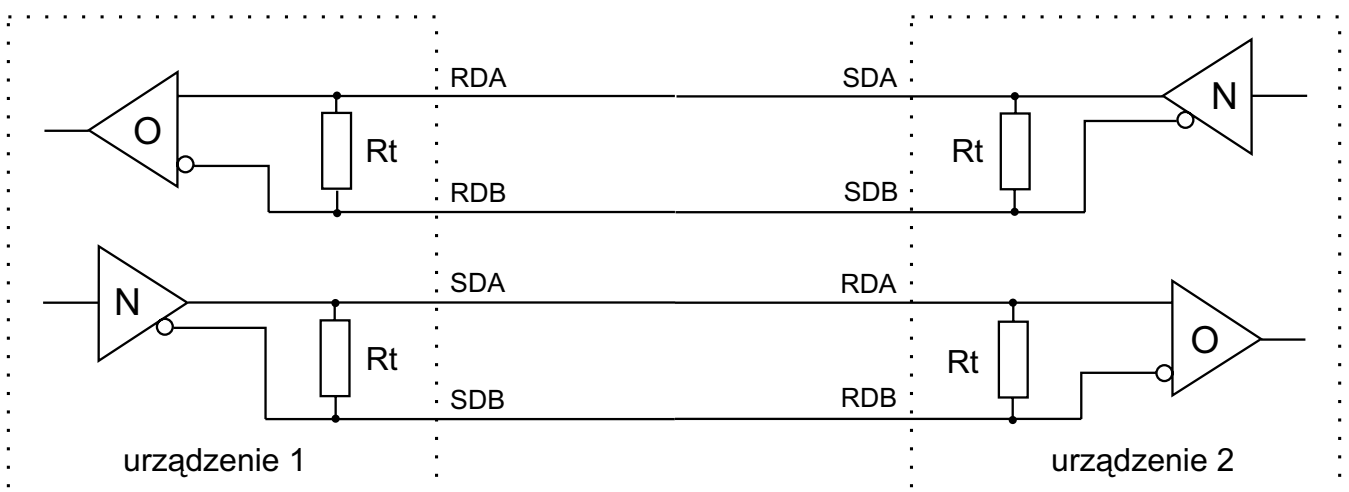 RDA SDA
O N
Rt Rt
RDB SDB
SDA RDA
N O
Rt Rt
SDB RDB
urządzenie 1 urządzenie 2